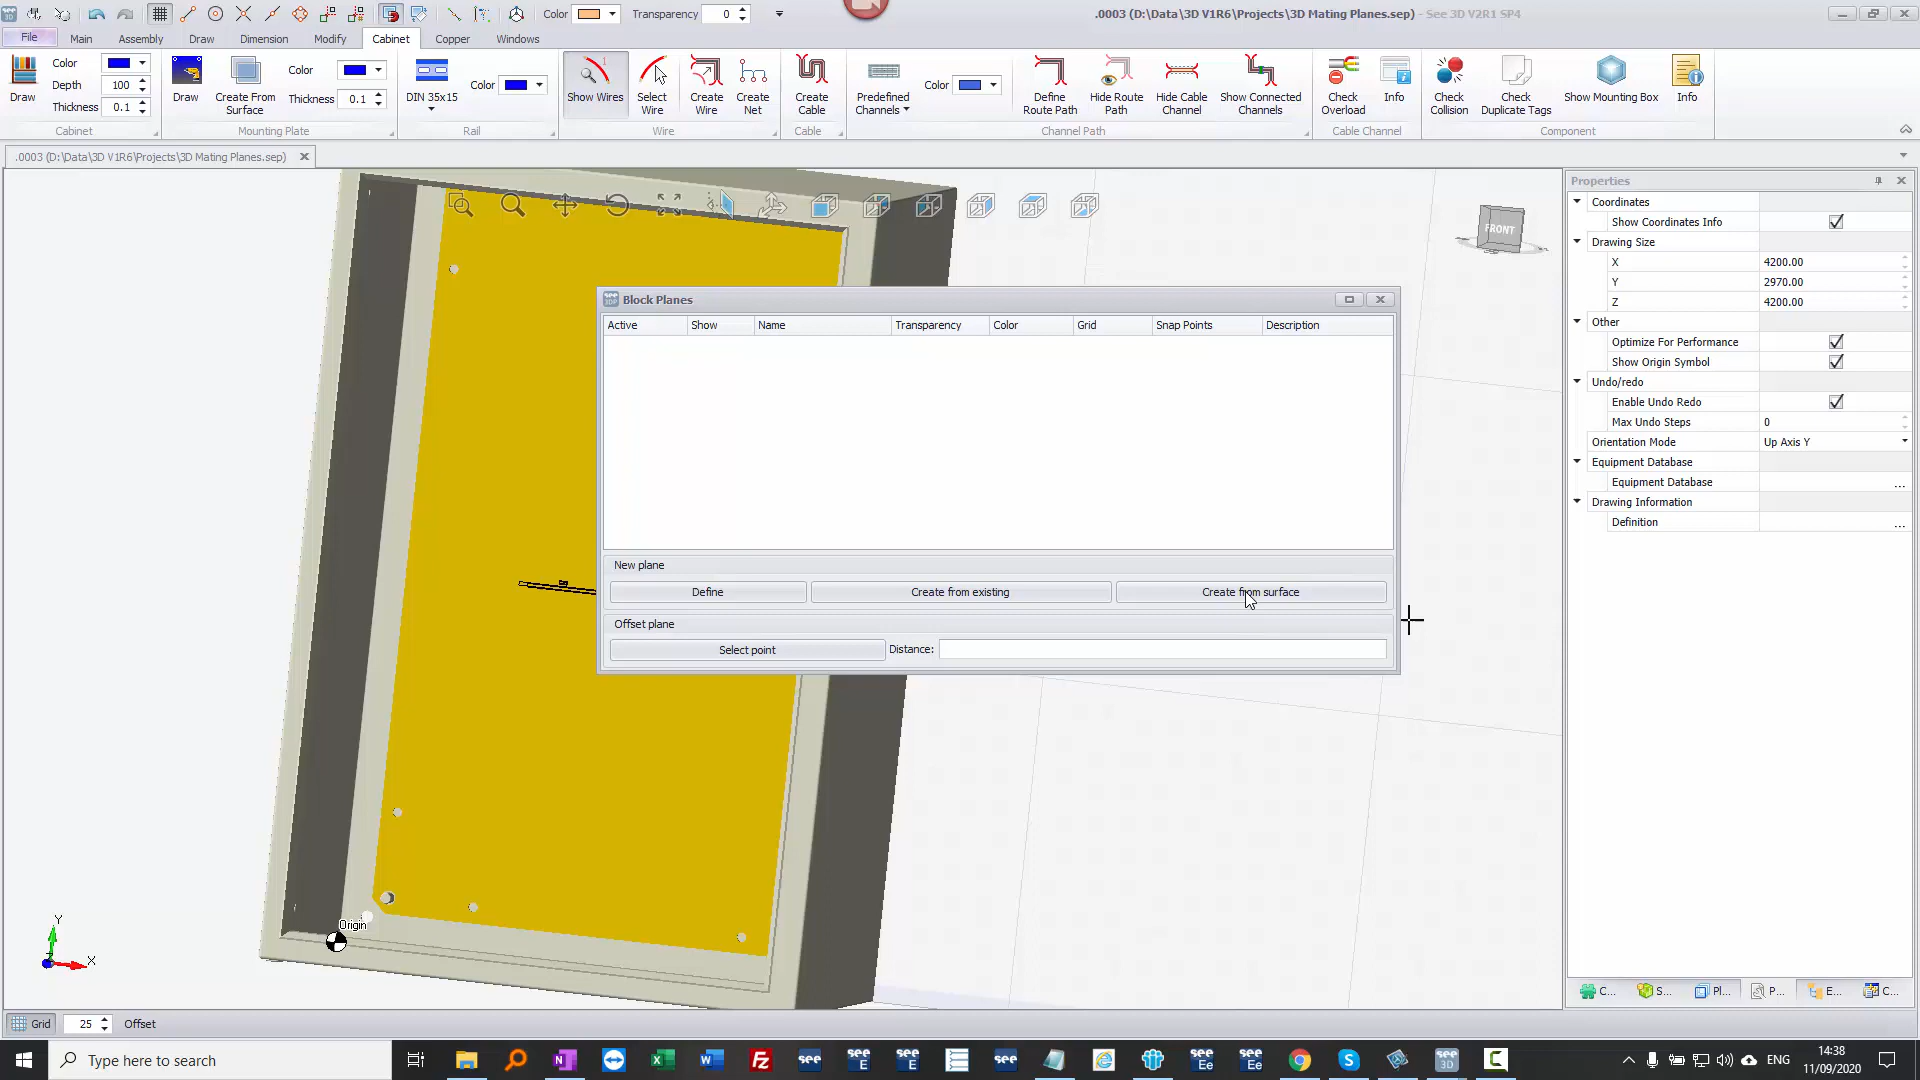 Color
Transparency 0
.0003 (D:\Data\3D V1R6\Projects\3D Mating Planes.sep) - See 3D V2R1 SP4
File Main Assembly Draw Dimension Modify Cabinet Copper Windows
Draw
Color
Depth 100
Thickness 0.1
Cabinet
Draw
Create From Surface
Color
Thickness 0.1
Mounting Plate
DIN 35x15
Color
Rail
Show Wires
Select Wire
Create Wire
Create Net
Wire
Create Cable
Cable
Predefined Channels
Color
Define Route Path
Hide Route Path
Hide Cable Channel
Show Connected Channels
Channel Path
Check Overload
Info
Cable Channel
Check Collision
Check Duplicate Tags
Show Mounting Box
Info
Component
.0003 (D:\Data\3D V1R6\Projects\3D Mating Planes.sep)
FRONT
Block Planes
Active Show Name Transparency Color Grid Snap Points Description
New plane
Define Create from existing Create from surface
Offset plane
Select point Distance:
Origin
Y
X
Properties
Coordinates
Show Coordinates Info
Drawing Size
X 4200.00
Y 2970.00
Z 4200.00
Other
Optimize For Performance
Show Origin Symbol
Undo/redo
Enable Undo Redo
Max Undo Steps 0
Orientation Mode Up Axis Y
Equipment Database
Equipment Database ...
Drawing Information
Definition ...
C... S... Pl... P... E... C...
Grid 25 Offset
Type here to search
ENG
14:38
11/09/2020